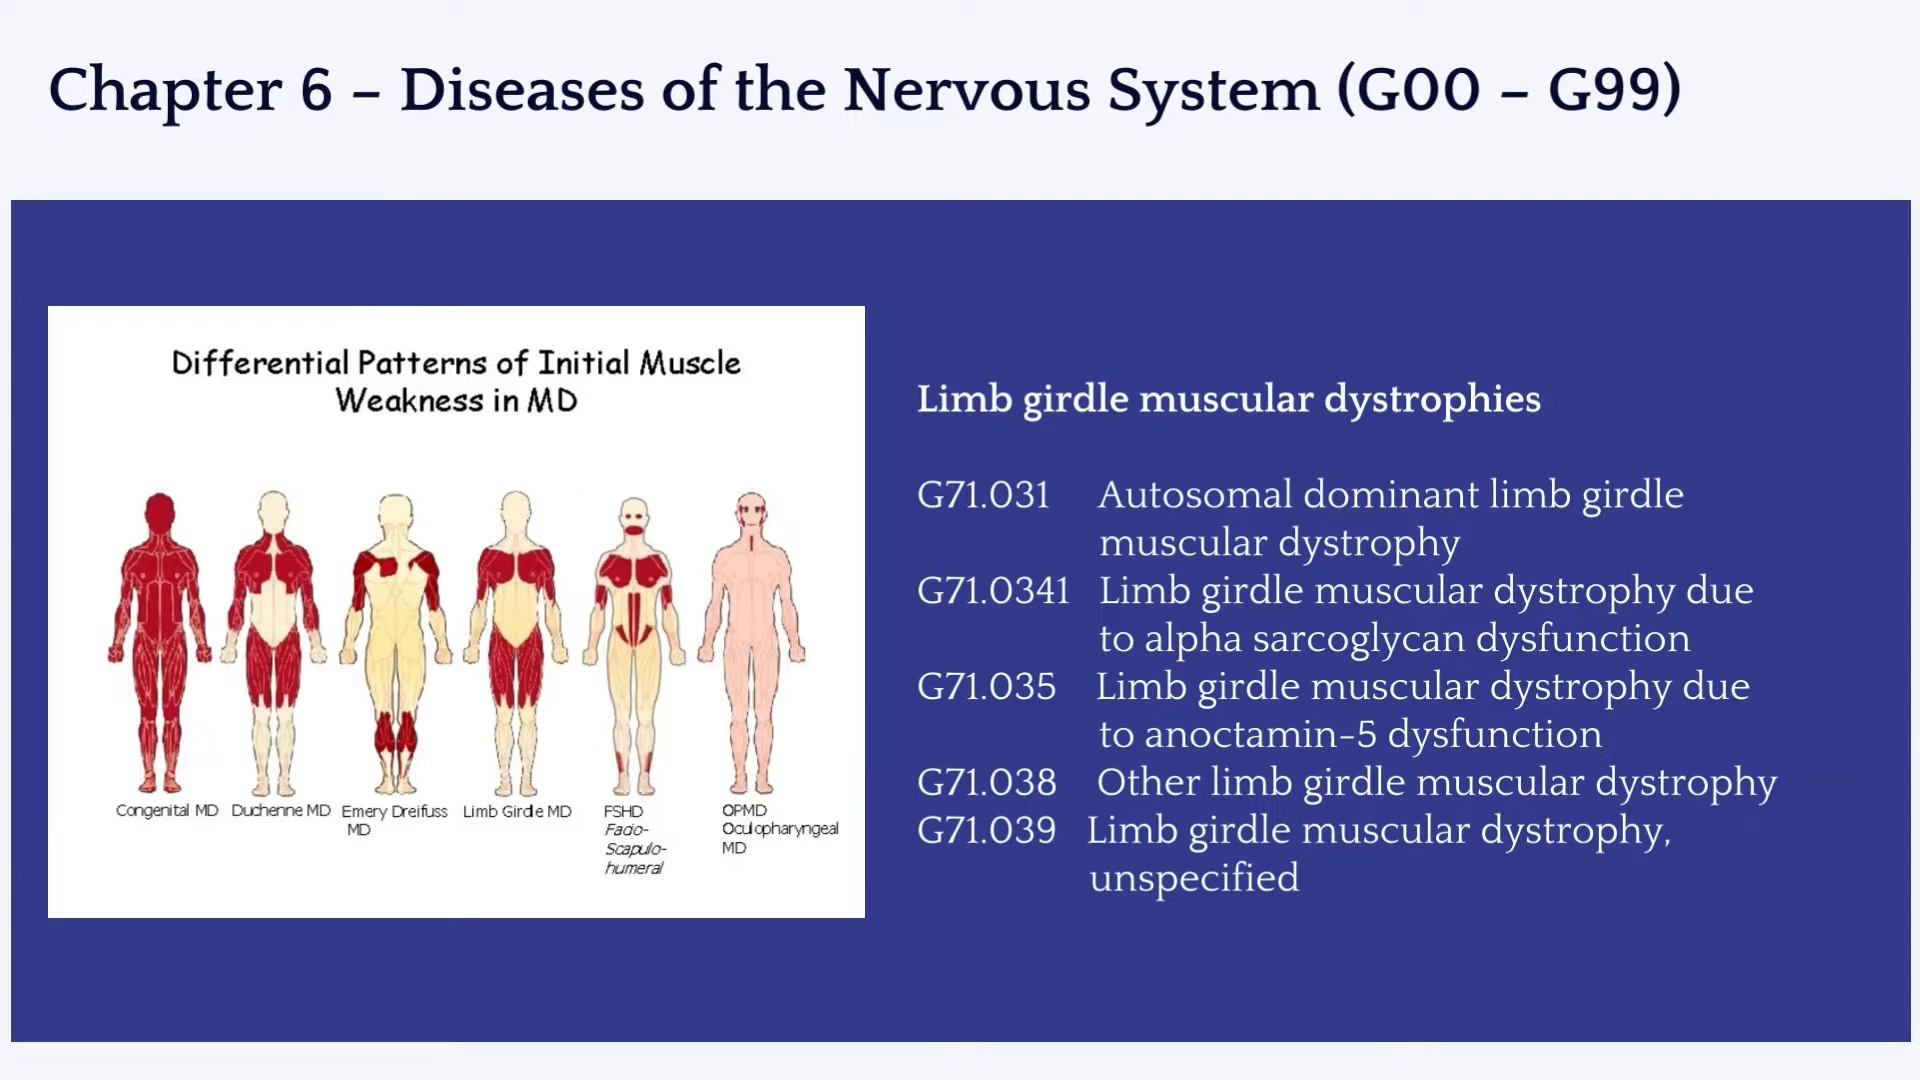 Chapter 6 – Diseases of the Nervous System (G00 – G99)
Differential Patterns of Initial Muscle
Weakness in MD
Congenital MD
Duchenne MD
Emery Dreifuss
MD
Limb Girdle MD
FSHD
Facio-
Scapulo-
humeral
OPMD
Oculopharyngeal
MD
Limb girdle muscular dystrophies
G71.031 Autosomal dominant limb girdle
muscular dystrophy
G71.0341 Limb girdle muscular dystrophy due
to alpha sarcoglycan dysfunction
G71.035 Limb girdle muscular dystrophy due
to anoctamin-5 dysfunction
G71.038 Other limb girdle muscular dystrophy
G71.039 Limb girdle muscular dystrophy,
unspecified